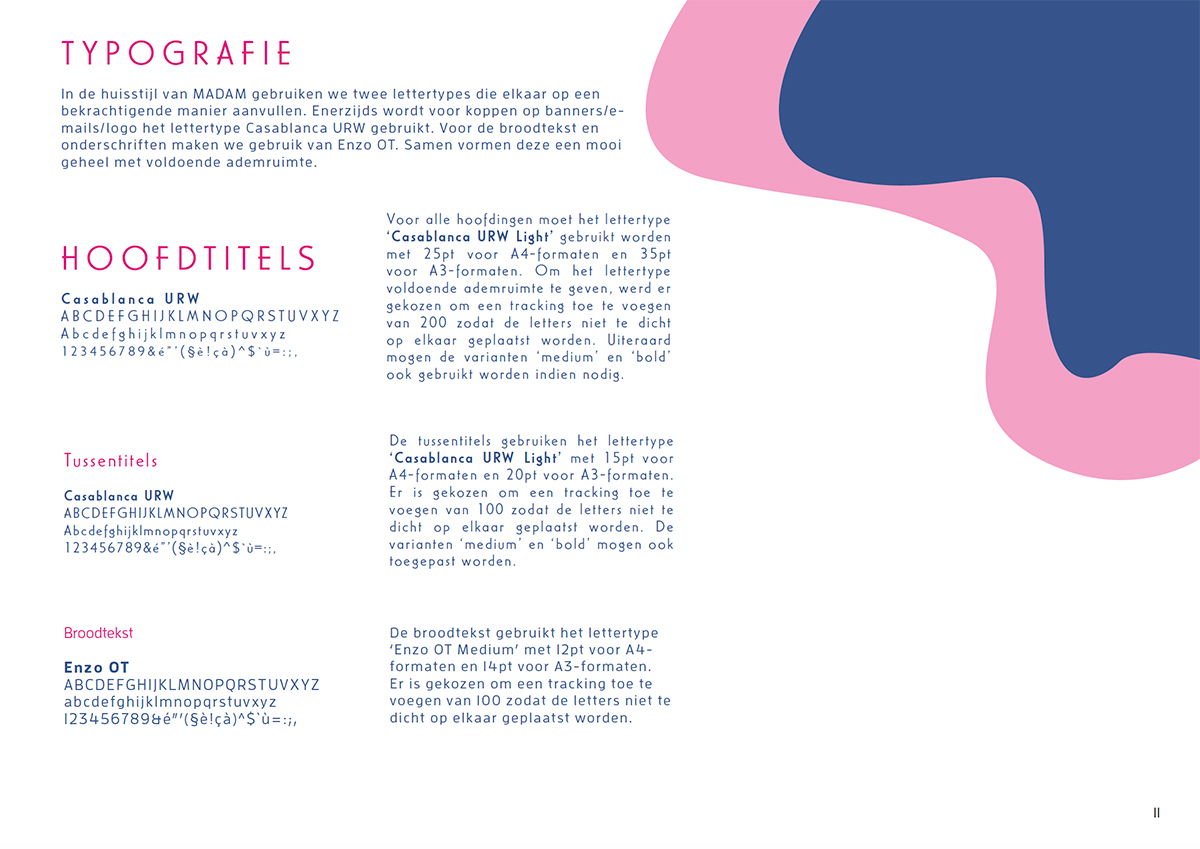 TYPOGRAFIE
In de huisstijl van MADAM gebruiken we twee lettertypes die elkaar op een
bekrachtigende manier aanvullen. Enerzijds wordt voor koppen op banners/e-
mails/logo het lettertype Casablanca URW gebruikt. Voor de broodtekst en
onderschriften maken we gebruik van Enzo OT. Samen vormen deze een mooi
geheel met voldoende ademruimte.
HOOFDTITELS
Casablanca URW
ABCDEFGHIJKLMNOPQRSTUVXYZ
Abcdefghijklmnopqrstuvxyz
123456789&é"'(§è!çà)^$`ù=:;,
Voor alle hoofdingen moet het lettertype
‘Casablanca URW Light’ gebruikt worden
met 25pt voor A4-formaten en 35pt
voor A3-formaten. Om het lettertype
voldoende ademruimte te geven, werd er
gekozen om een tracking toe te voegen
van 200 zodat de letters niet te dicht
op elkaar geplaatst worden. Uiteraard
mogen de varianten ‘medium’ en ‘bold’
ook gebruikt worden indien nodig.
Tussentitels
Casablanca URW
ABCDEFGHIJKLMNOPQRSTUVXYZ
Abcdefghijklmnopqrstuvxyz
123456789&é"'(§è!çà)^$`ù=:;,
De tussentitels gebruiken het lettertype
‘Casablanca URW Light’ met 15pt voor
A4-formaten en 20pt voor A3-formaten.
Er is gekozen om een tracking toe te
voegen van 100 zodat de letters niet te
dicht op elkaar geplaatst worden. De
varianten ‘medium’ en ‘bold’ mogen ook
toegepast worden.
Broodtekst
Enzo OT
ABCDEFGHIJKLMNOPQRSTUVXYZ
abcdefghijklmnopqrstuvxyz
123456789&é"'(§è!çà)^$`ù=:;,
De broodtekst gebruikt het lettertype
‘Enzo OT Medium’ met 12pt voor A4-
formaten en 14pt voor A3-formaten.
Er is gekozen om een tracking toe te
voegen van 100 zodat de letters niet te
dicht op elkaar geplaatst worden.
11